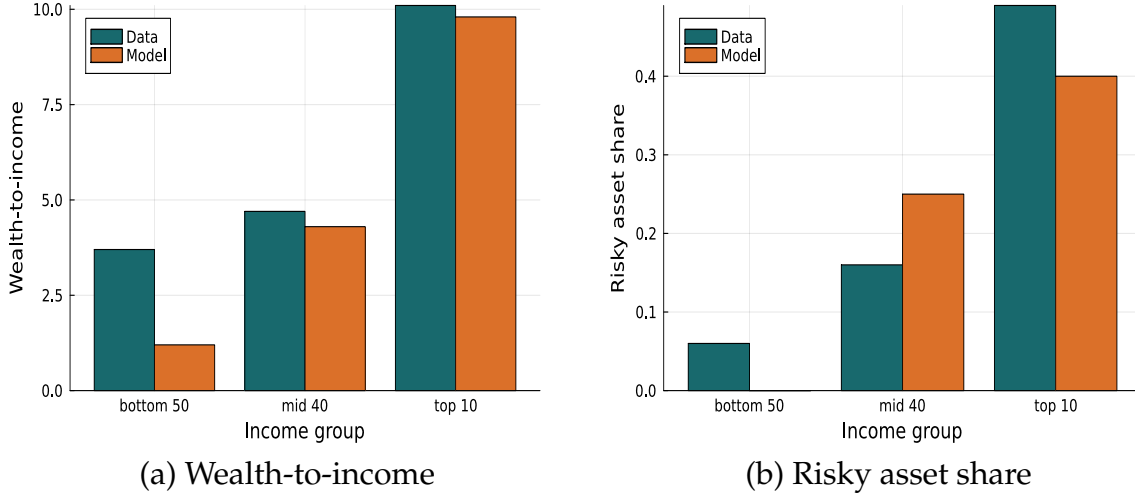 Wealth-to-income
10.0
7.5
5.0
2.5
0.0
Data
Model
bottom 50
mid 40
top 10
Income group
(a) Wealth-to-income
Risky asset share
0.4
0.3
0.2
0.1
0.0
Data
Model
bottom 50
mid 40
top 10
Income group
(b) Risky asset share